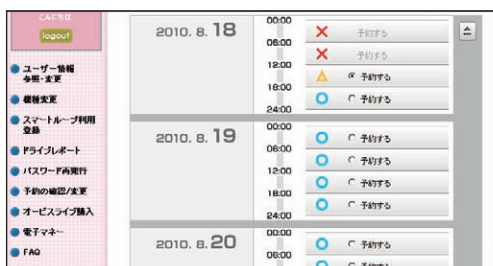 こんにちは
logout
ユーザー情報
参照・変更
機種変更
スマートループ利用
登録
ドライブレポート
パスワード再発行
予約の確認/変更
オービスライブ購入
電子マネー
FAQ
2010. 8. 18
00:00
06:00
12:00
18:00
24:00
予約する
予約する
予約する
予約する
2010. 8. 19
00:00
06:00
12:00
18:00
24:00
予約する
予約する
予約する
予約する
2010. 8. 20
00:00
06:00
予約する
予約する